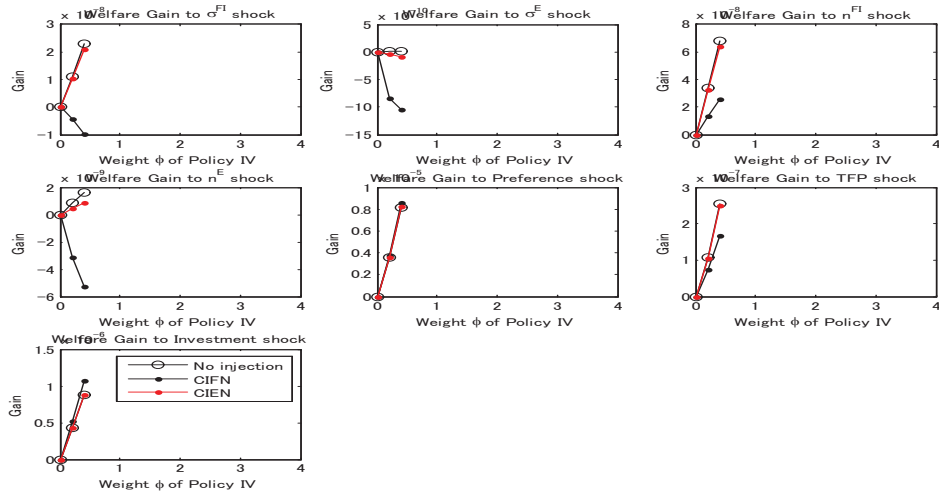 x 10^-8 Welfare Gain to σ^FI shock
Gain
3
2
1
0
−1
0 1 2 3 4
Weight ϕ of Policy IV
x 10^-10 Welfare Gain to σ^E shock
Gain
5
0
−5
−10
−15
0 1 2 3 4
Weight ϕ of Policy IV
x 10^-8 Welfare Gain to n^FI shock
Gain
8
6
4
2
0
0 1 2 3 4
Weight ϕ of Policy IV
x 10^-9 Welfare Gain to n^E shock
Gain
2
0
−2
−4
−6
0 1 2 3 4
Weight ϕ of Policy IV
x 10^-5 Welfare Gain to Preference shock
Gain
1
0.8
0.6
0.4
0.2
0
0 1 2 3 4
Weight ϕ of Policy IV
x 10^-7 Welfare Gain to TFP shock
Gain
3
2
1
0
0 1 2 3 4
Weight ϕ of Policy IV
x 10^-6 Welfare Gain to Investment shock
Gain
1.5
1
0.5
0
0 1 2 3 4
Weight ϕ of Policy IV
No injection
CIFN
CIEN